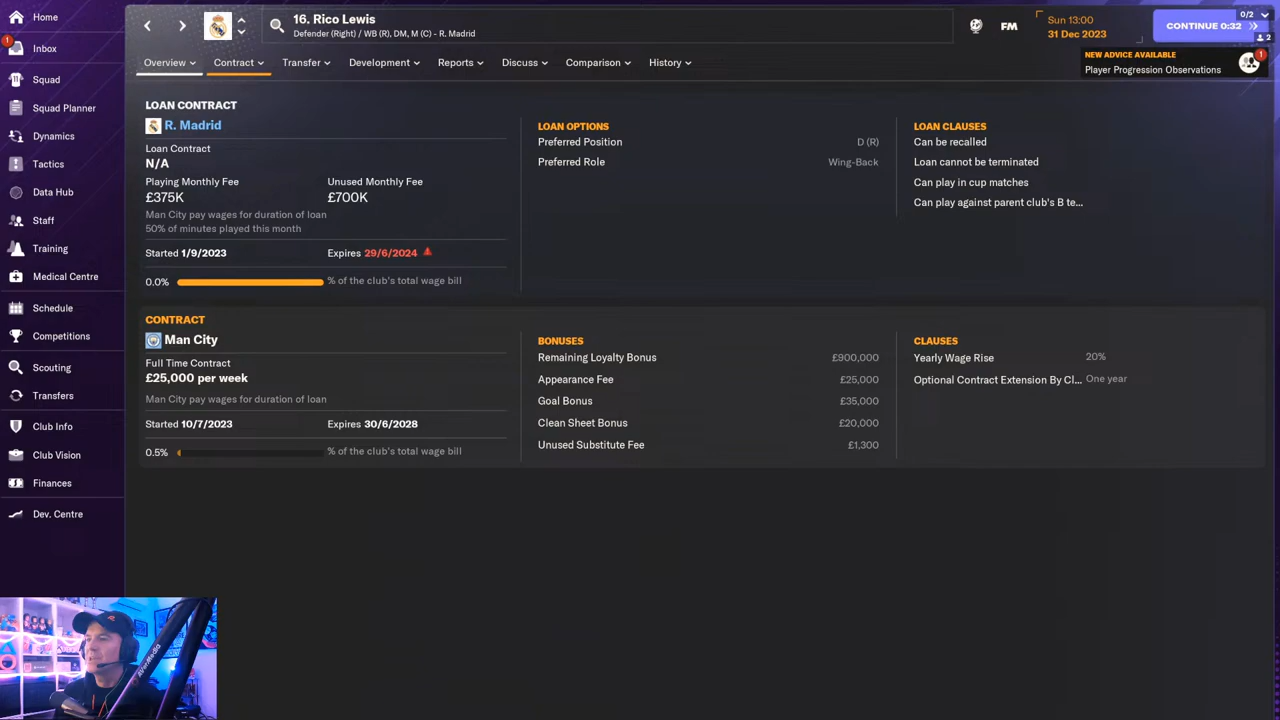 Home
1
Inbox
Squad
Squad Planner
Dynamics
Tactics
Data Hub
Staff
Training
Medical Centre
Schedule
Competitions
Scouting
Transfers
Club Info
Club Vision
Finances
Dev. Centre
16. Rico Lewis
Defender (Right) / WB (R), DM, M (C) - R. Madrid
FM
Sun 13:00
31 Dec 2023
0/2
CONTINUE 0:32
2
Overview
Contract
Transfer
Development
Reports
Discuss
Comparison
History
NEW ADVICE AVAILABLE
Player Progression Observations
1
LOAN CONTRACT
R. Madrid
Loan Contract
N/A
Playing Monthly Fee Unused Monthly Fee
£375K £700K
Man City pay wages for duration of loan
50% of minutes played this month
Started 1/9/2023 Expires 29/6/2024
0.0% % of the club's total wage bill
LOAN OPTIONS
Preferred Position D (R)
Preferred Role Wing-Back
LOAN CLAUSES
Can be recalled
Loan cannot be terminated
Can play in cup matches
Can play against parent club's B te...
CONTRACT
Man City
Full Time Contract
£25,000 per week
Man City pay wages for duration of loan
Started 10/7/2023 Expires 30/6/2028
0.5% % of the club's total wage bill
BONUSES
Remaining Loyalty Bonus £900,000
Appearance Fee £25,000
Goal Bonus £35,000
Clean Sheet Bonus £20,000
Unused Substitute Fee £1,300
CLAUSES
Yearly Wage Rise 20%
Optional Contract Extension By Cl... One year
AVerMedia